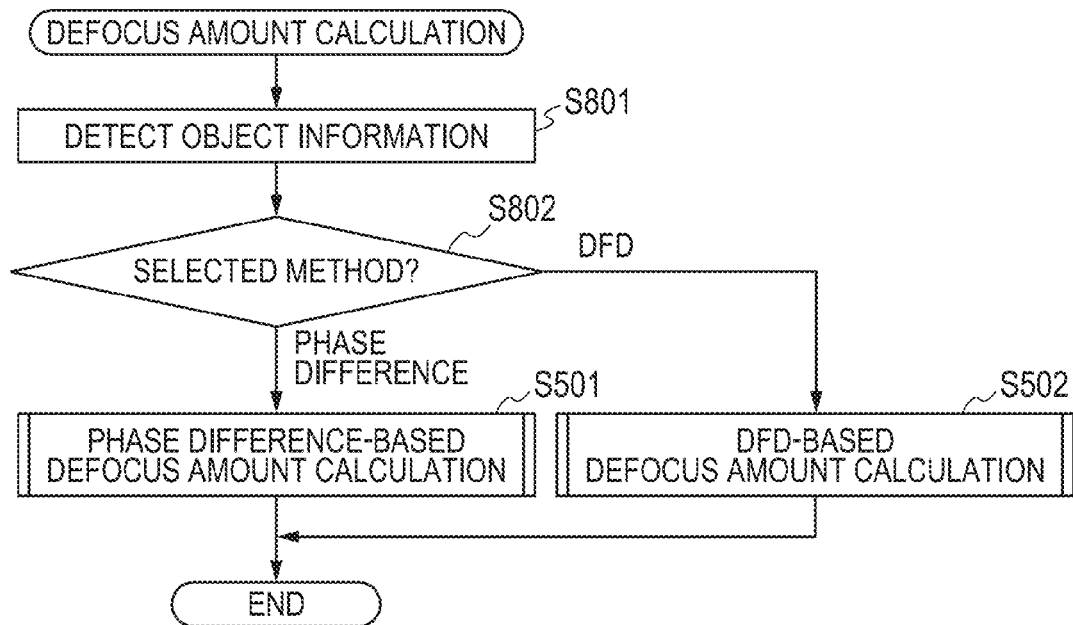 DEFOCUS AMOUNT CALCULATION
S801
DETECT OBJECT INFORMATION
S802
SELECTED METHOD?
DFD
PHASE
DIFFERENCE
S501
PHASE DIFFERENCE-BASED
DEFOCUS AMOUNT CALCULATION
S502
DFD-BASED
DEFOCUS AMOUNT CALCULATION
END